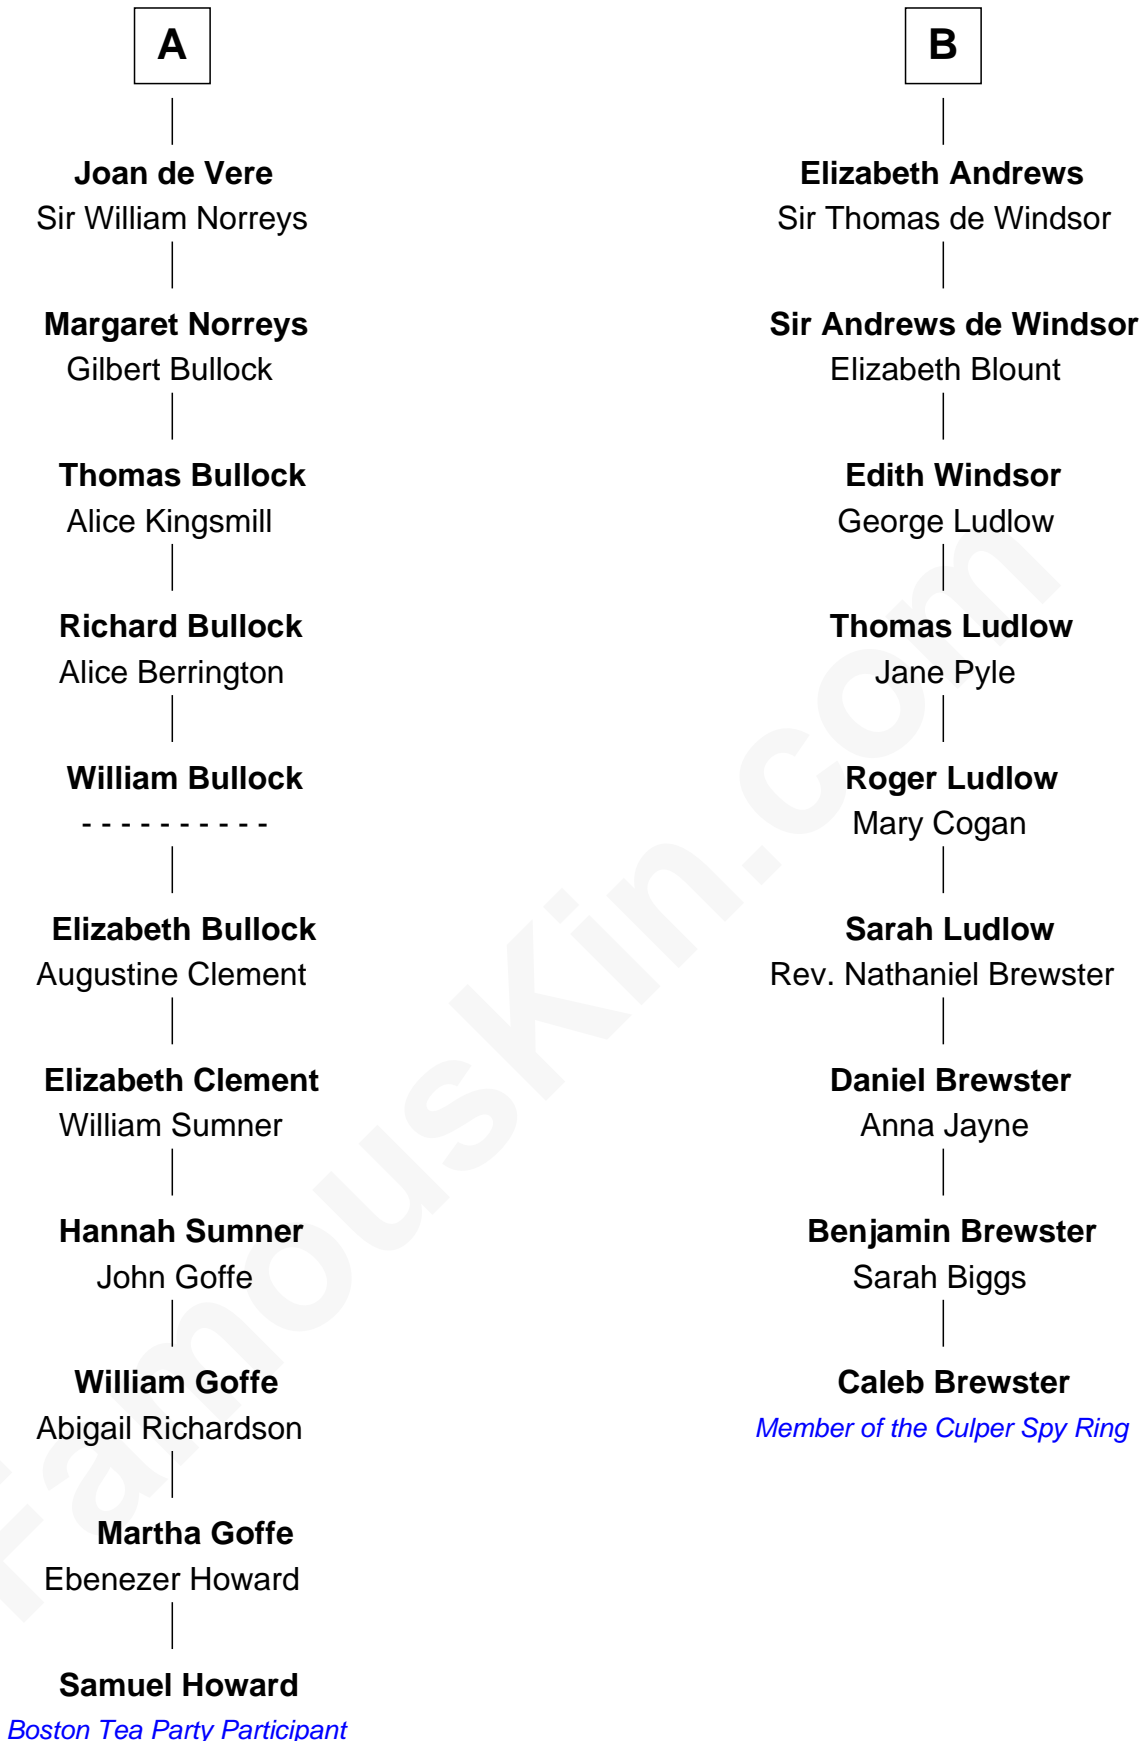 A
Joan de Vere
Sir William Norreys
Margaret Norreys
Gilbert Bullock
Thomas Bullock
Alice Kingsmill
Richard Bullock
Alice Berrington
William Bullock
- - - - - - - - - -
Elizabeth Bullock
Augustine Clement
Elizabeth Clement
William Sumner
Hannah Sumner
John Goffe
William Goffe
Abigail Richardson
Martha Goffe
Ebenezer Howard
Samuel Howard
Boston Tea Party Participant
B
Elizabeth Andrews
Sir Thomas de Windsor
Sir Andrews de Windsor
Elizabeth Blount
Edith Windsor
George Ludlow
Thomas Ludlow
Jane Pyle
Roger Ludlow
Mary Cogan
Sarah Ludlow
Rev. Nathaniel Brewster
Daniel Brewster
Anna Jayne
Benjamin Brewster
Sarah Biggs
Caleb Brewster
Member of the Culper Spy Ring
FamousKin.com